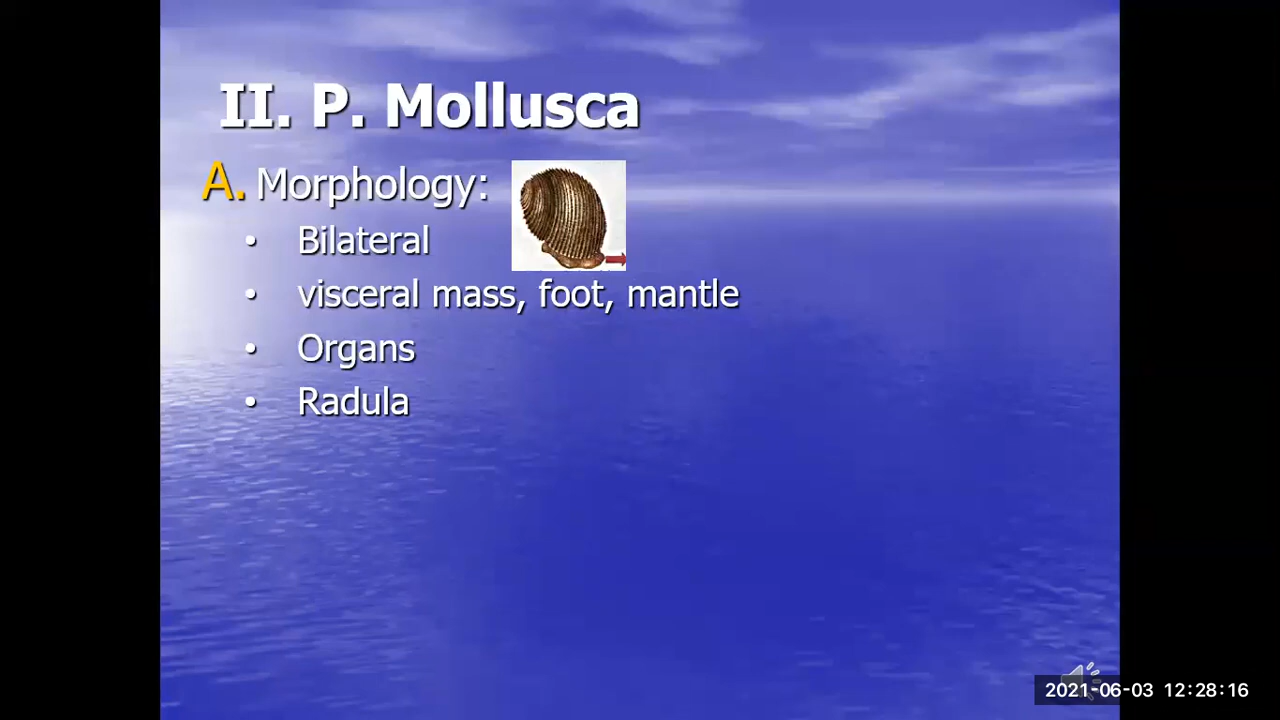 II. P. Mollusca
A. Morphology:
• Bilateral
• visceral mass, foot, mantle
• Organs
• Radula
2021-06-03 12:28:16